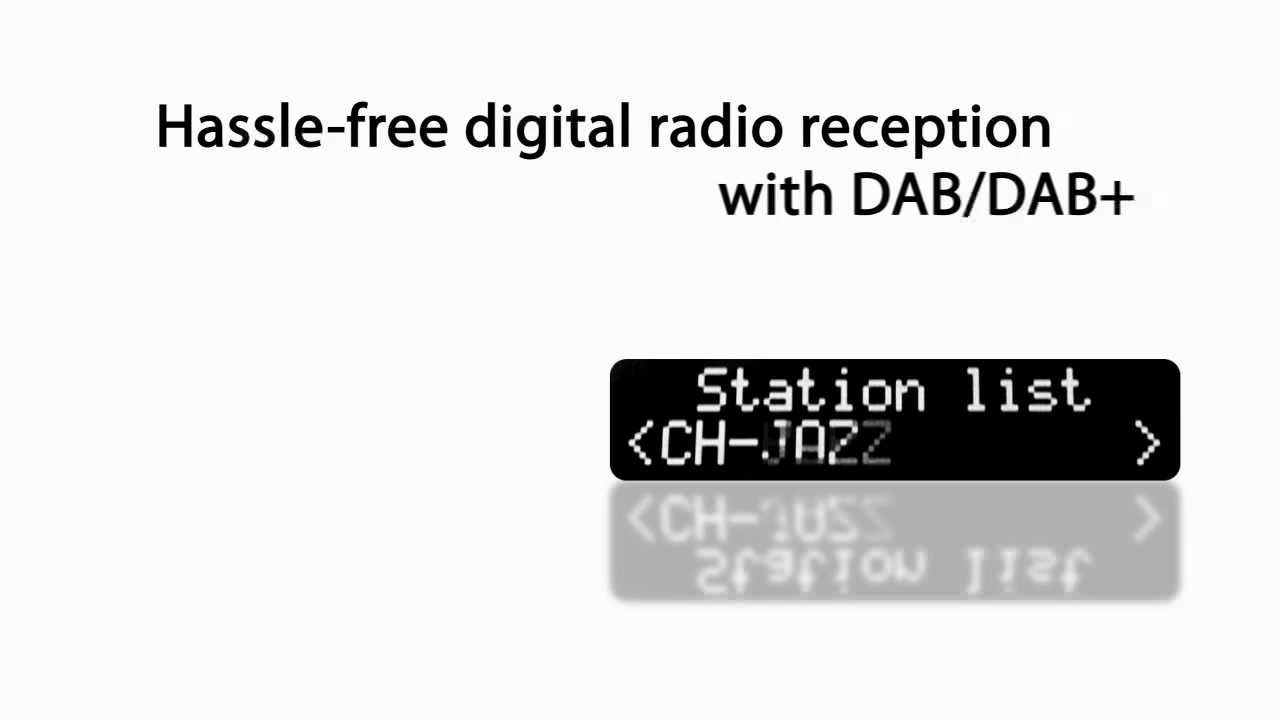 Hassle-free digital radio reception
with DAB/DAB+
Station list
<CH-JAZZ >